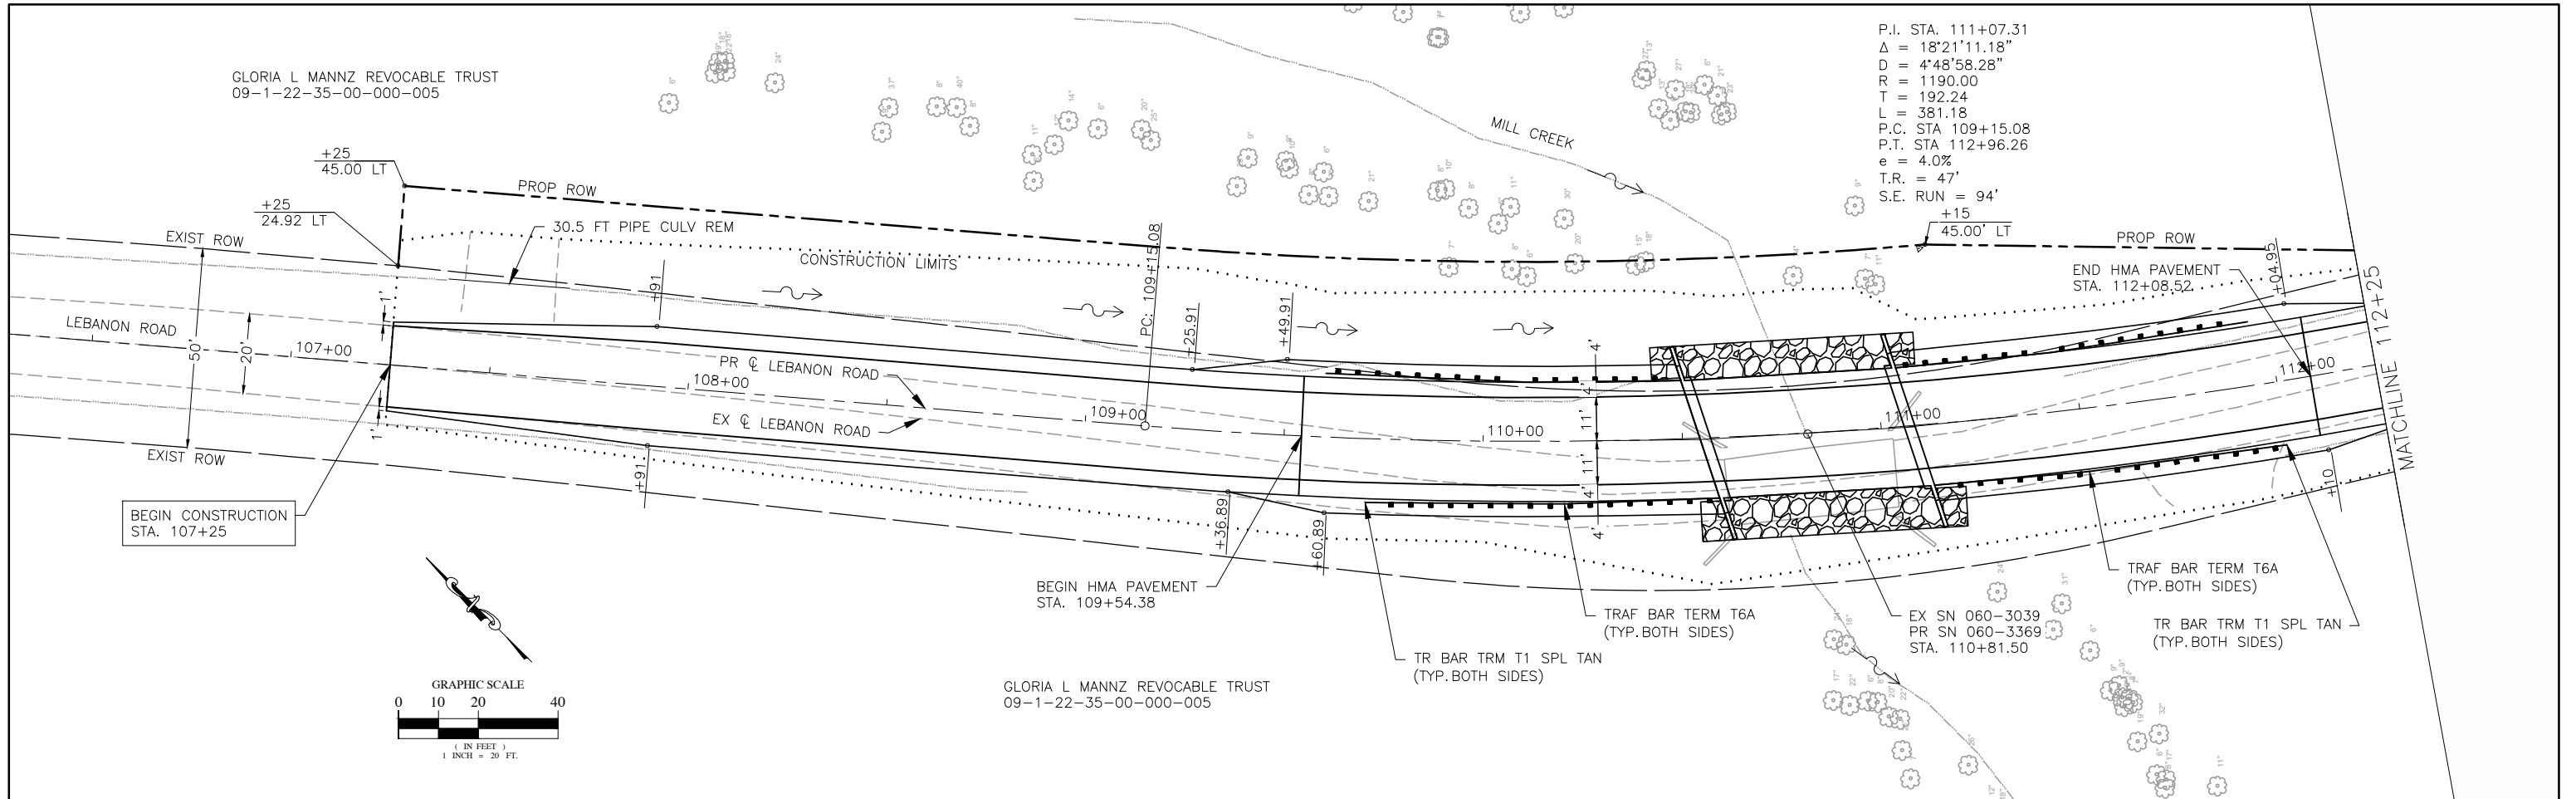 GLORIA L MANNZ REVOCABLE TRUST
09-1-22-35-00-000-005
P.I. STA. 111+07.31
Δ = 18°21'11.18"
D = 4°48'58.28"
R = 1190.00
T = 192.24
L = 381.18
P.C. STA 109+15.08
P.T. STA 112+96.26
e = 4.0%
T.R. = 47'
S.E. RUN = 94'
+15
45.00' LT
MILL CREEK
+25
45.00 LT
PROP ROW
+25
24.92 LT
EXIST ROW
30.5 FT PIPE CULV REM
CONSTRUCTION LIMITS
PC: 109+15.08
PROP ROW
END HMA PAVEMENT
STA. 112+08.52
+04.95
MATCHLINE 112+25
+91
+25.91
+49.91
LEBANON ROAD
50'
20'
1'
1'
107+00
PR ℄ LEBANON ROAD
108+00
EX ℄ LEBANON ROAD
109+00
110+00
111+00
112+00
4'
4'
11'
11'
4'
4'
EXIST ROW
+91
+36.89
+60.89
+10
BEGIN CONSTRUCTION
STA. 107+25
BEGIN HMA PAVEMENT
STA. 109+54.38
TRAF BAR TERM T6A
(TYP.BOTH SIDES)
TR BAR TRM T1 SPL TAN
(TYP.BOTH SIDES)
EX SN 060-3039
PR SN 060-3369
STA. 110+81.50
TRAF BAR TERM T6A
(TYP.BOTH SIDES)
TR BAR TRM T1 SPL TAN
(TYP.BOTH SIDES)
GLORIA L MANNZ REVOCABLE TRUST
09-1-22-35-00-000-005
GRAPHIC SCALE
0 10 20 40
( IN FEET )
1 INCH = 20 FT.